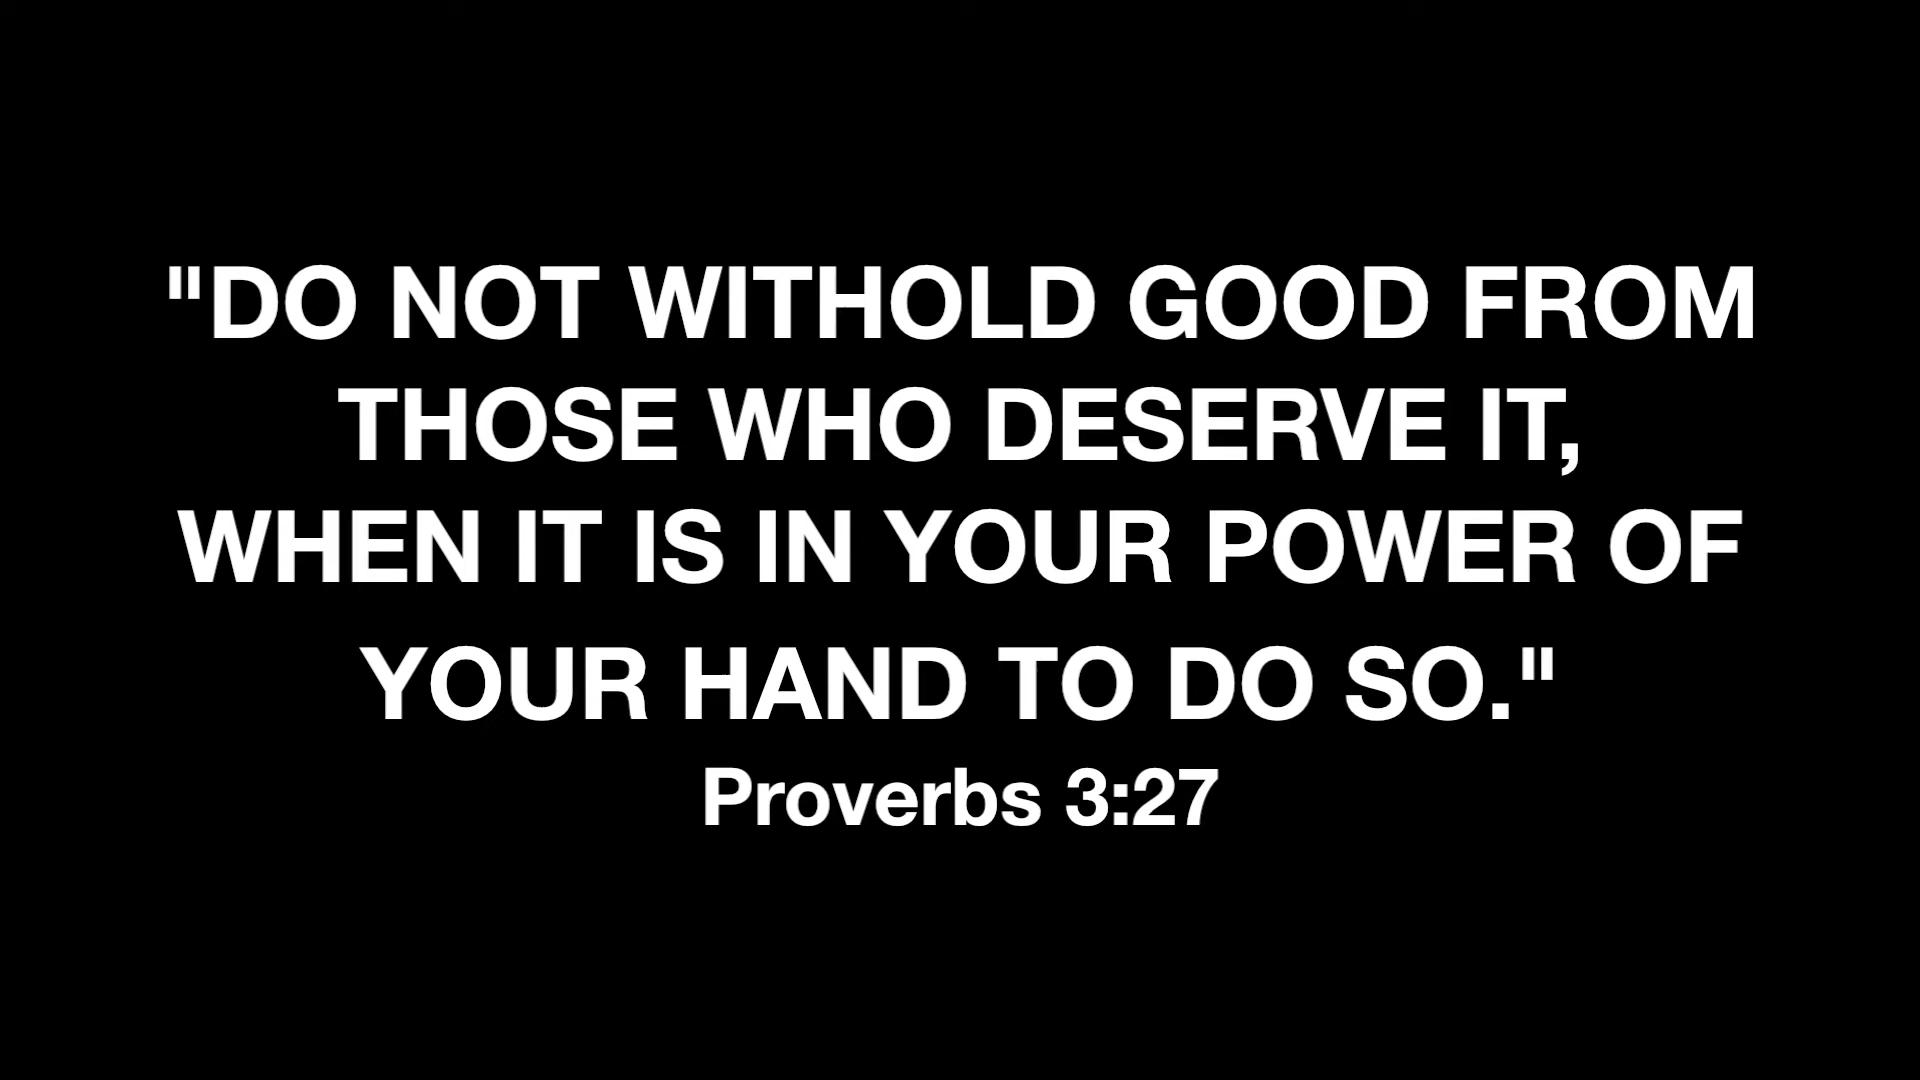 "DO NOT WITHOLD GOOD FROM
THOSE WHO DESERVE IT,
WHEN IT IS IN YOUR POWER OF
YOUR HAND TO DO SO."
Proverbs 3:27